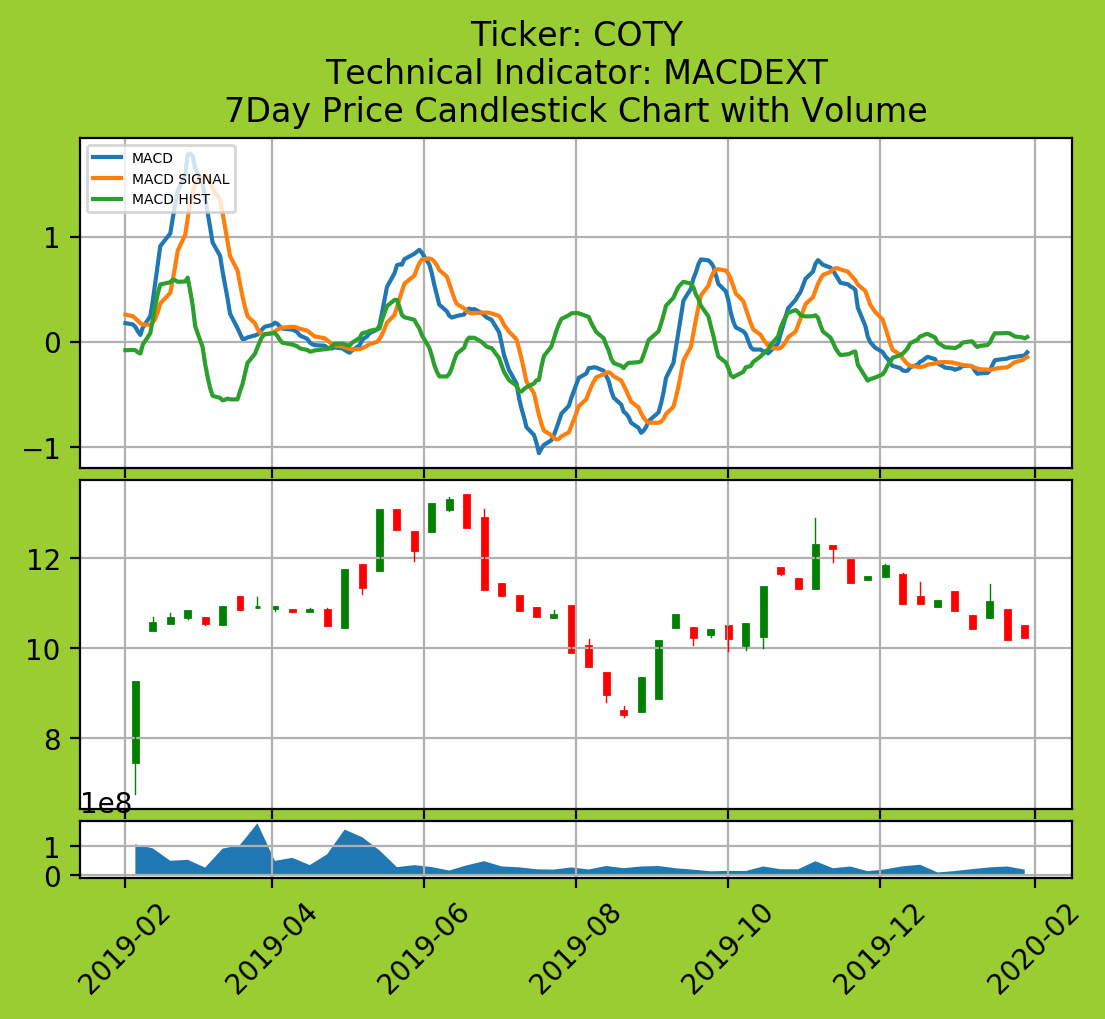 Ticker: COTY
Technical Indicator: MACDEXT
7Day Price Candlestick Chart with Volume
MACD
MACD SIGNAL
MACD HIST
1
0
−1
12
10
8
1e8
1
0
2019-02
2019-04
2019-06
2019-08
2019-10
2019-12
2020-02